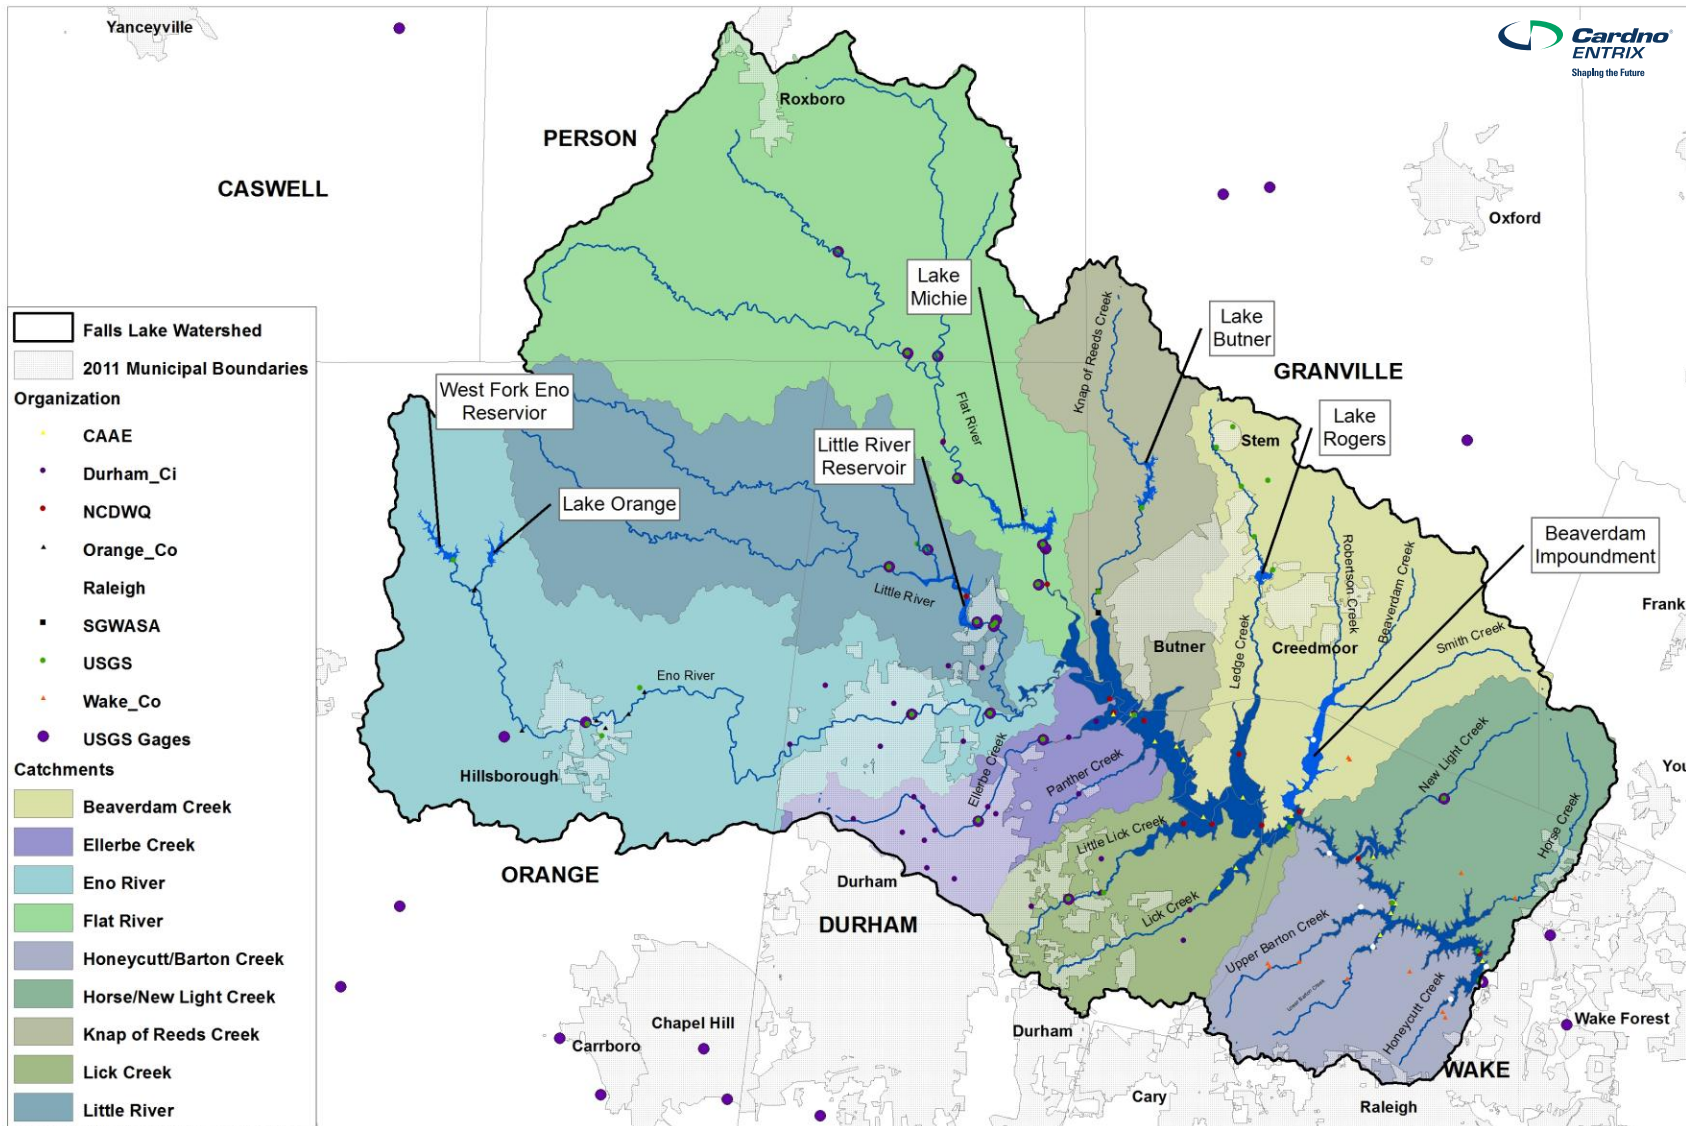 Yanceyville
Cardno
ENTRIX
Shaping the Future
Roxboro
PERSON
CASWELL
Oxford
Lake
Michie
Knap of Reeds Creek
Lake
Butner
GRANVILLE
West Fork Eno
Reservior
Flat River
Stem
Lake
Rogers
Little River
Reservoir
Lake Orange
Beaverdam
Impoundment
Robertson Creek
Beaverdam Creek
Little River
Frank
Smith Creek
Butner
Ledge Creek
Creedmoor
Eno River
New Light Creek
Hillsborough
Ellerbe Creek
Panther Creek
You
Horse Creek
Little Lick Creek
ORANGE
Durham
Lick Creek
DURHAM
Upper Barton Creek
Lower Barton Creek
Honeycutt Creek
Chapel Hill
Carrboro
Durham
Wake Forest
WAKE
Cary
Raleigh
Falls Lake Watershed
2011 Municipal Boundaries
Organization
CAAE
Durham_Ci
NCDWQ
Orange_Co
Raleigh
SGWASA
USGS
Wake_Co
USGS Gages
Catchments
Beaverdam Creek
Ellerbe Creek
Eno River
Flat River
Honeycutt/Barton Creek
Horse/New Light Creek
Knap of Reeds Creek
Lick Creek
Little River